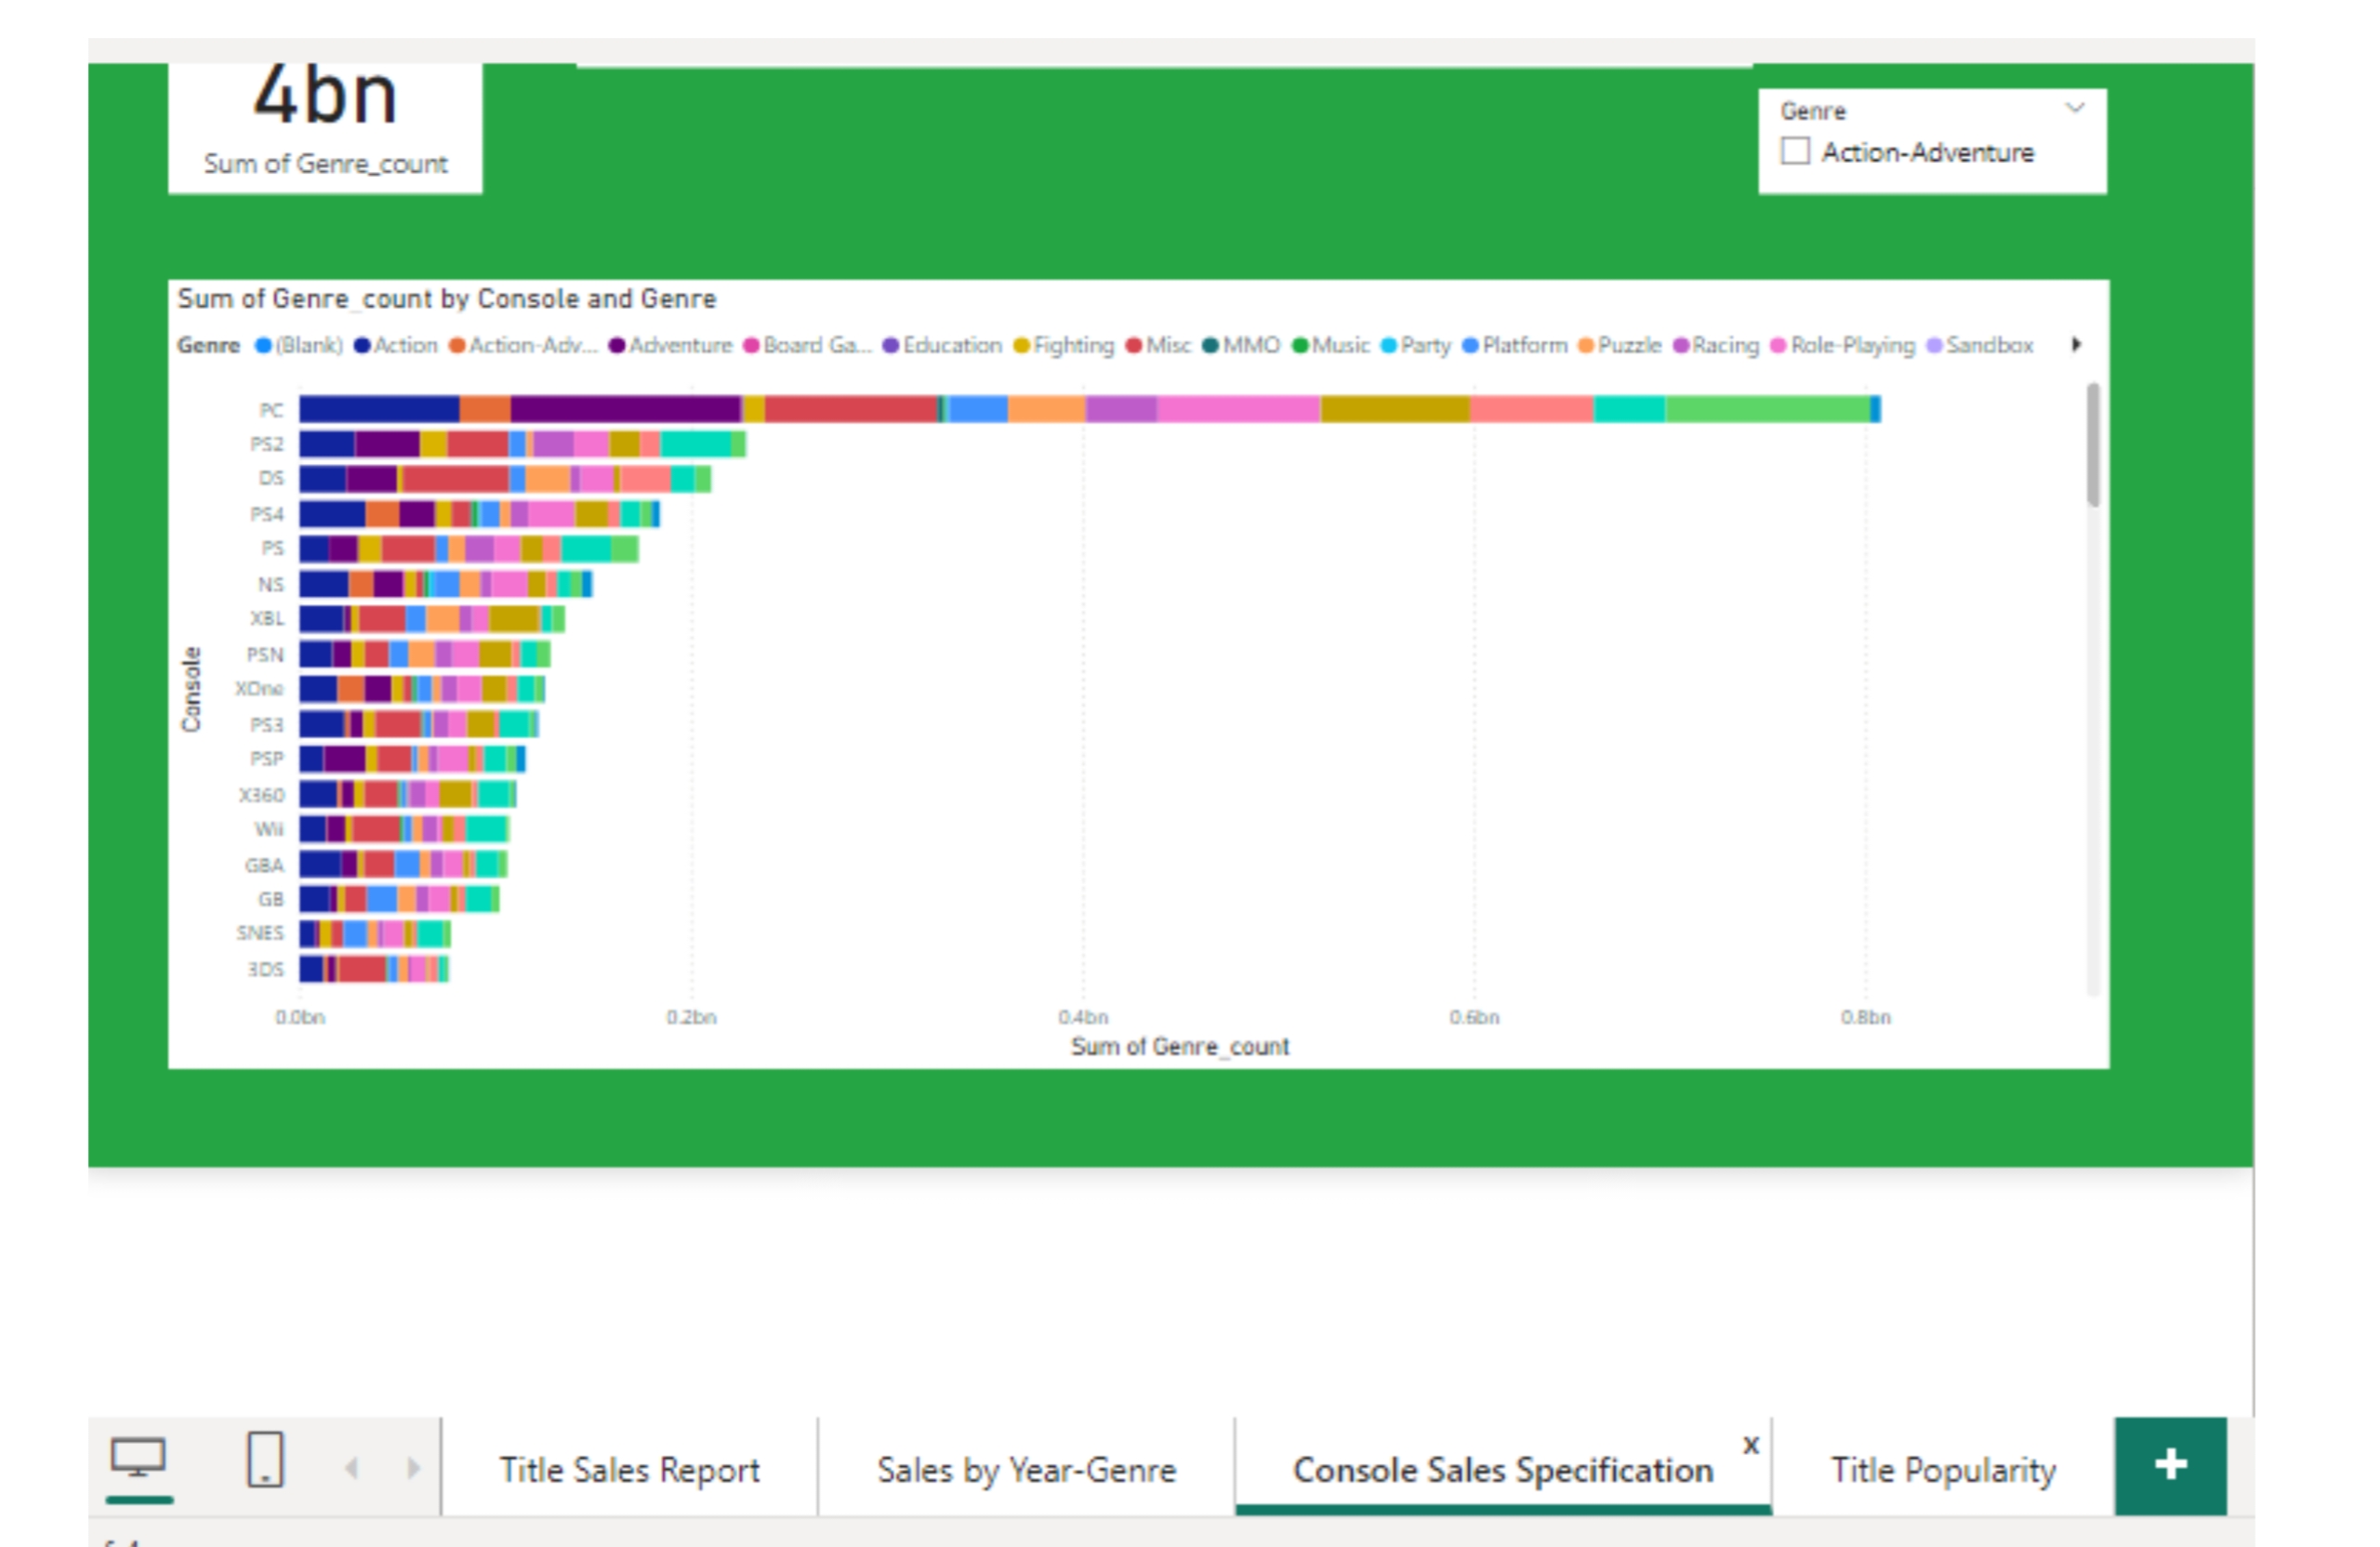 4bn
Sum of Genre_count
Genre
Action-Adventure
Sum of Genre_count by Console and Genre
Genre (Blank) Action Action-Adv... Adventure Board Ga... Education Fighting Misc MMO Music Party Platform Puzzle Racing Role-Playing Sandbox
Console
PC
PS2
DS
PS4
PS
NS
XBL
PSN
XOne
PS3
PSP
X360
Wii
GBA
GB
SNES
3DS
0.0bn 0.2bn 0.4bn 0.6bn 0.8bn
Sum of Genre_count
Title Sales Report Sales by Year-Genre Console Sales Specification x Title Popularity +